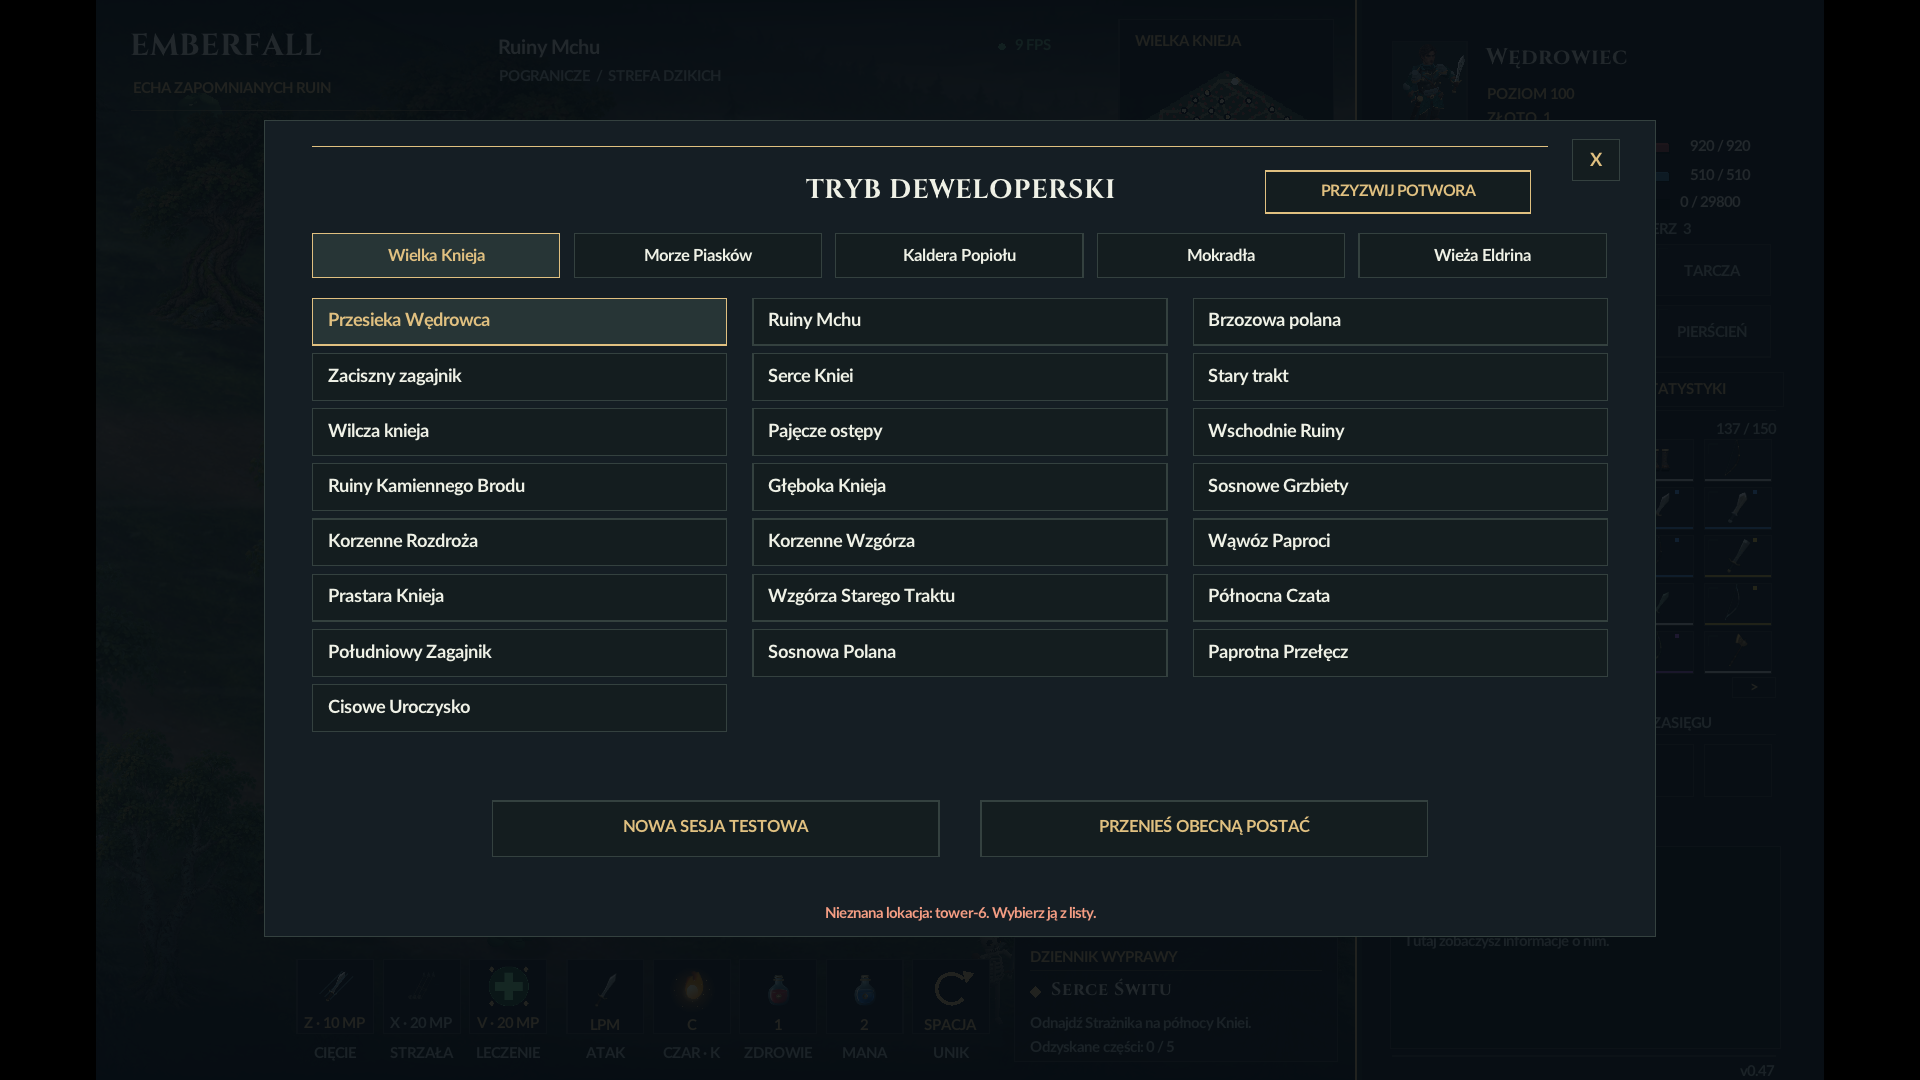 EMBERFALL
ECHA ZAPOMNIANYCH RUIN
Ruiny Mchu
POGRANICZE / STREFA DZIKICH
9 FPS
WIELKA KNIEJA
Wędrowiec
POZIOM 100
ZŁOTO 1
920 / 920
510 / 510
0 / 29800
ERZ 3
TARCZA
PIERŚCIEŃ
ATYSTYKI
137 / 150
>
ZASIĘGU
X
TRYB DEWELOPERSKI
PRZYZWIJ POTWORA
Wielka Knieja
Morze Piasków
Kaldera Popiołu
Mokradła
Wieża Eldrina
Przesieka Wędrowca
Ruiny Mchu
Brzozowa polana
Zaciszny zagajnik
Serce Kniei
Stary trakt
Wilcza knieja
Pajęcze ostępy
Wschodnie Ruiny
Ruiny Kamiennego Brodu
Głęboka Knieja
Sosnowe Grzbiety
Korzenne Rozdroża
Korzenne Wzgórza
Wąwóz Paproci
Prastara Knieja
Wzgórza Starego Traktu
Północna Czata
Południowy Zagajnik
Sosnowa Polana
Paprotna Przełęcz
Cisowe Uroczysko
NOWA SESJA TESTOWA
PRZENIEŚ OBECNĄ POSTAĆ
Nieznana lokacja: tower-6. Wybierz ją z listy.
Tutaj zobaczysz informacje o nim.
Z · 10 MP
X · 20 MP
V · 20 MP
LPM
C
1
2
SPACJA
CIĘCIE
STRZAŁA
LECZENIE
ATAK
CZAR · K
ZDROWIE
MANA
UNIK
DZIENNIK WYPRAWY
Serce Świtu
Odnajdź Strażnika na północy Kniei.
Odzyskane części: 0 / 5
v0.47